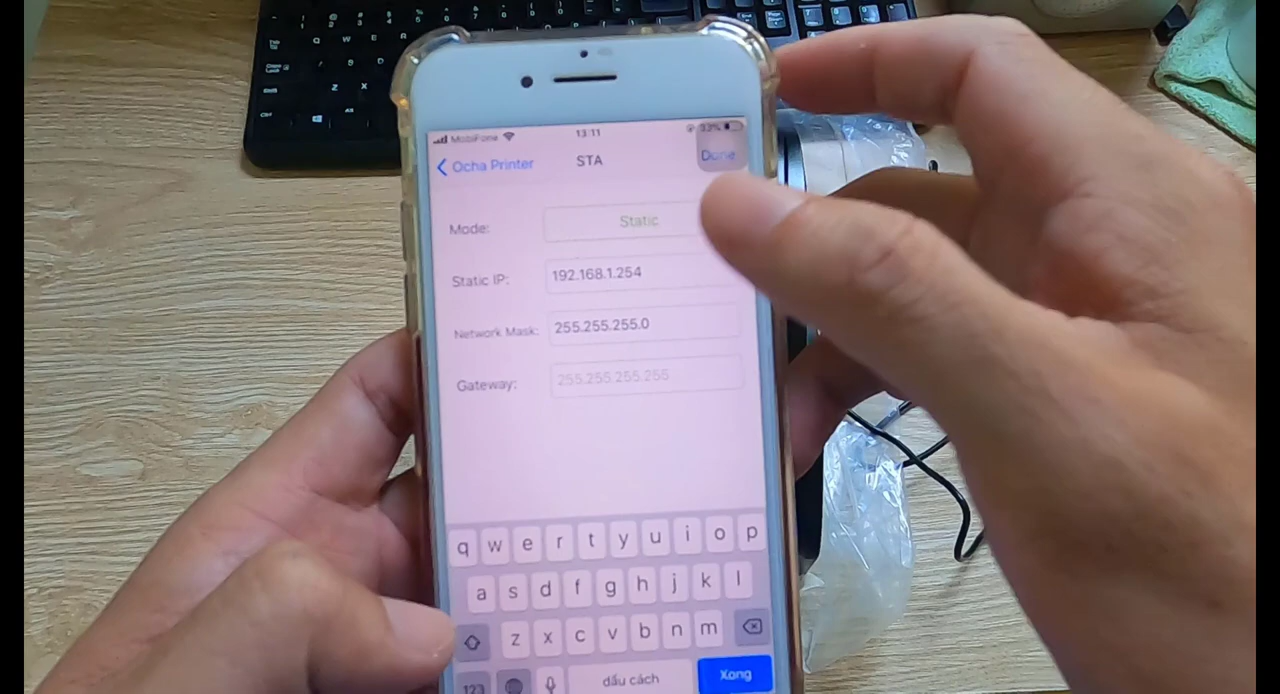 MobiFone 13:11 33%
Ocha Printer STA Done
Mode: Static
Static IP: 192.168.1.254
Network Mask: 255.255.255.0
Gateway: 255.255.255.255
q w e r t y u i o p
a s d f g h j k l
z x c v b n m
123 dấu cách Xong